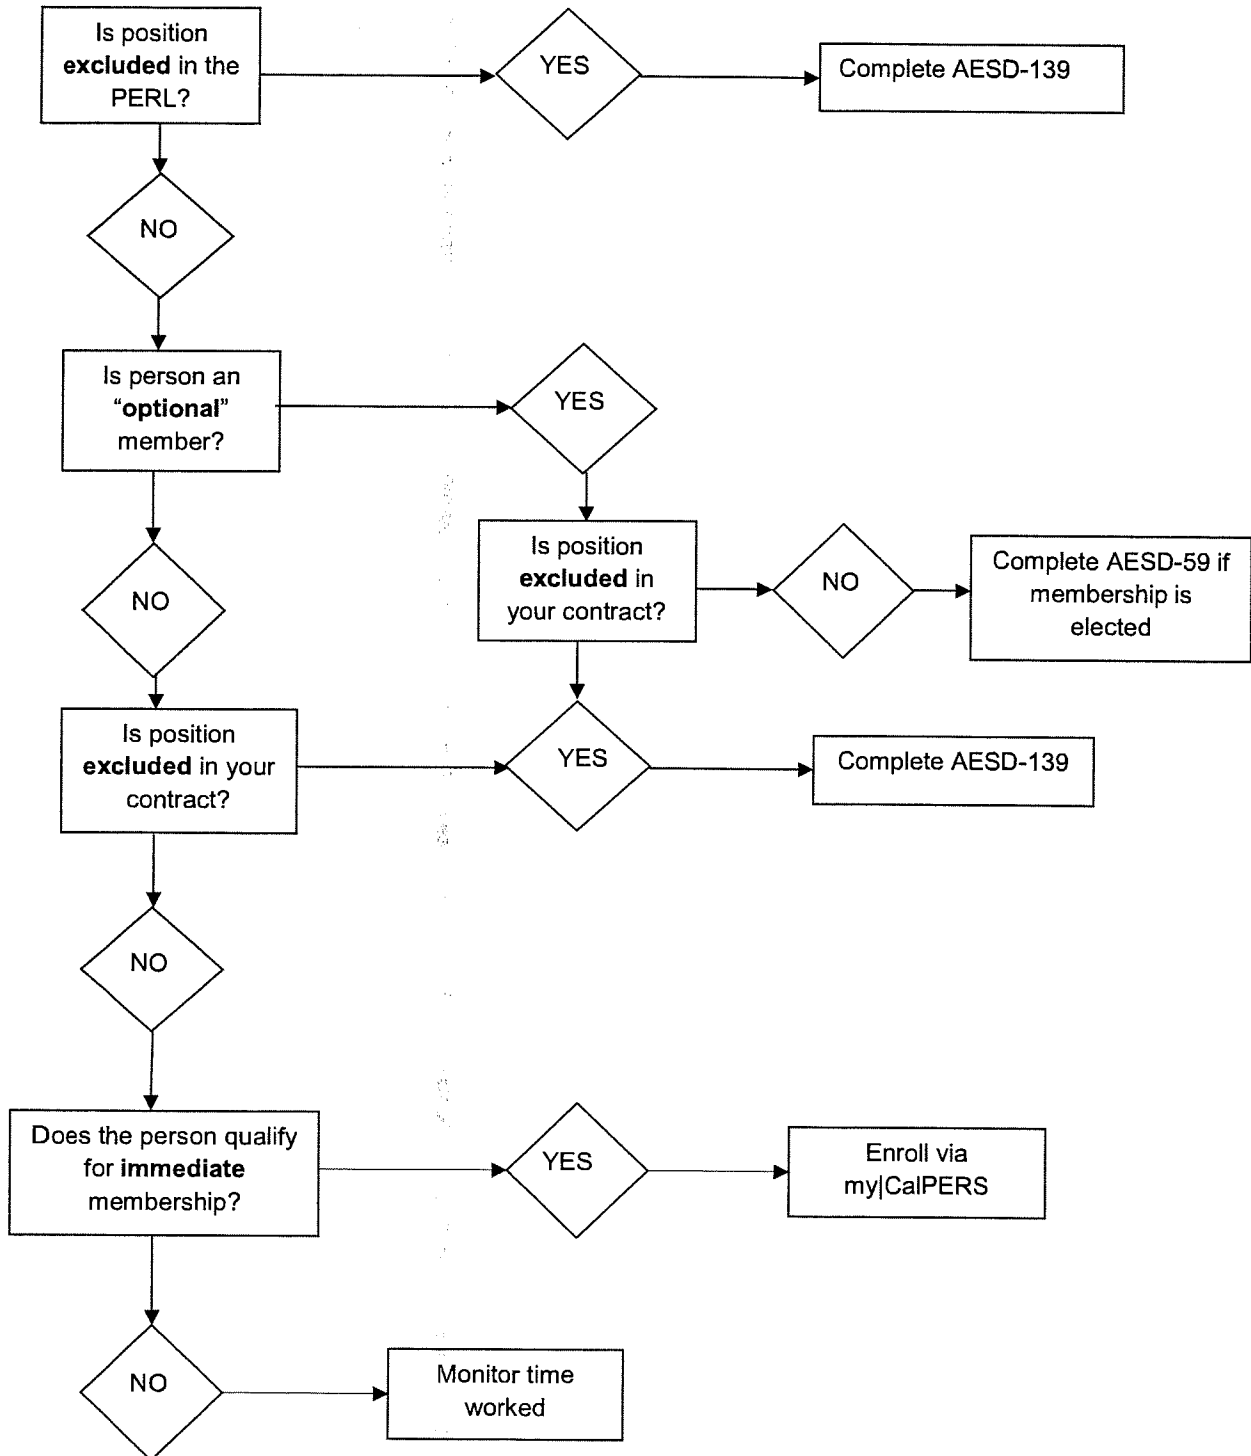 Is position
excluded in the
PERL?
YES
Complete AESD-139
NO
Is person an
“optional”
member?
YES
Is position
excluded in
your contract?
NO
Complete AESD-59 if
membership is
elected
NO
Is position
excluded in your
contract?
YES
Complete AESD-139
NO
Does the person qualify
for immediate
membership?
YES
Enroll via
my|CalPERS
NO
Monitor time
worked